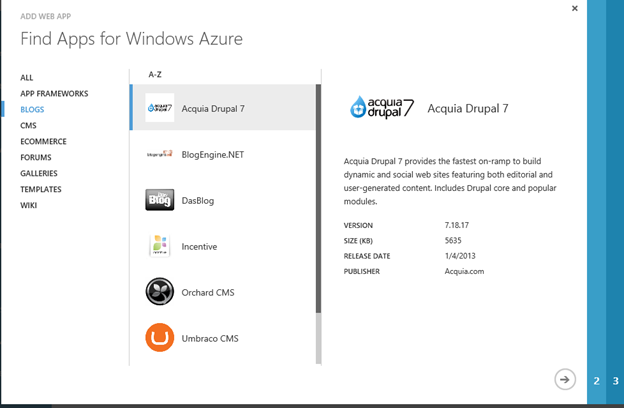 ADD WEB APP
Find Apps for Windows Azure
ALL
APP FRAMEWORKS
BLOGS
CMS
ECOMMERCE
FORUMS
GALLERIES
TEMPLATES
WIKI
A-Z
acquia drupal 7
Acquia Drupal 7
BlogEngine.NET
Blog
DasBlog
Incentive
Orchard CMS
Umbraco CMS
acquia
drupal 7
Acquia Drupal 7
Acquia Drupal 7 provides the fastest on-ramp to build
dynamic and social web sites featuring both editorial and
user-generated content. Includes Drupal core and popular
modules.
VERSION 7.18.17
SIZE (KB) 5635
RELEASE DATE 1/4/2013
PUBLISHER Acquia.com
2 3